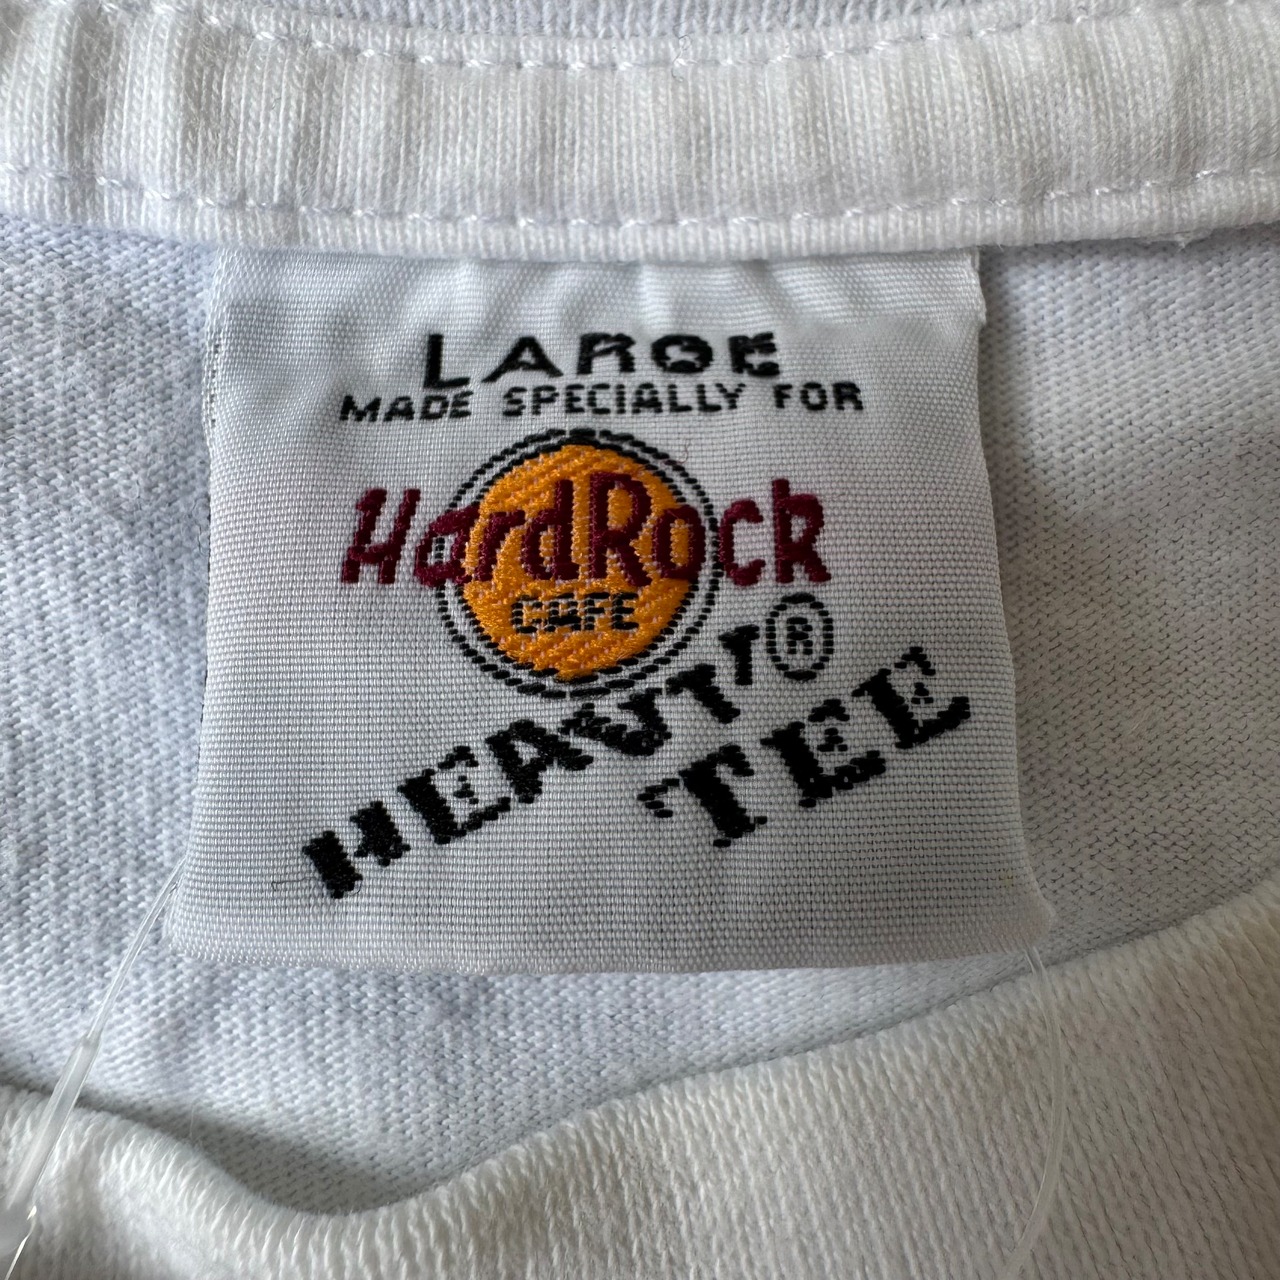 LARGE
MADE SPECIALLY FOR
HardRock
CAFE
®
HEAVY
TEE